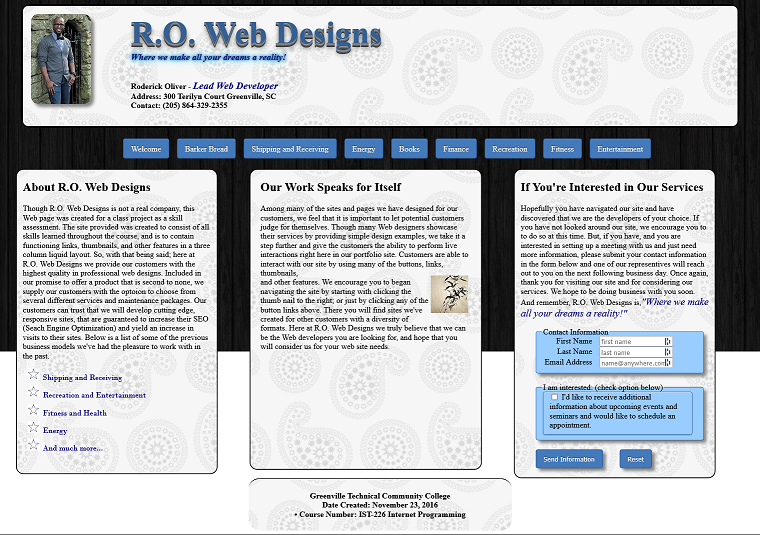 R.O. Web Designs
Where we make all your dreams a reality!
Roderick Oliver - Lead Web Developer
Address: 300 Terilyn Court Greenville, SC
Contact: (205) 864-329-2355
Welcome
Barker Bread
Shipping and Receiving
Energy
Books
Finance
Recreation
Fitness
Entertainment
About R.O. Web Designs
Though R.O. Web Designs is not a real company, this
Web page was created for a class project as a skill
assessment. The site provided was created to consist of all
skills learned throughout the course, and is to contain
functioning links, thumbnails, and other features in a three
column liquid layout. So, with that being said; here at
R.O. Web Designs we provide our customers with the
highest quality in professional web designs. Included in
our promise to offer a product that is second to none, we
supply our customers with the optoion to choose from
several different services and maintenance packages. Our
customers can trust that we will develop cutting edge,
responsive sites, that are guaranteed to increase their SEO
(Seach Engine Optimization) and yield an increase in
visits to their sites. Below is a list of some of the previous
business models we've had the pleasure to work with in
the past.
Shipping and Receiving
Recreation and Entertainment
Fitness and Health
Energy
And much more...
Our Work Speaks for Itself
Among many of the sites and pages we have designed for our
customers, we feel that it is important to let potential customers
judge for themselves. Though many Web designers showcase
their services by providing simple design examples, we take it a
step further and give the customers the ability to perform live
interactions right here in our portfolio site. Customers are able to
interact with our site by using many of the buttons, links,
thumbnails,
and other features. We encourage you to began
navigating the site by starting with clicking the
thumb nail to the right; or just by clicking any of the
button links above. There you will find sites we've
created for other customers with a diversity of
formats. Here at R.O. Web Designs we truly believe that we can
be the Web developers you are looking for, and hope that you
will consider us for your web site needs.
If You're Interested in Our Services
Hopefully you have navigated our site and have
discovered that we are the developers of your choice. If
you have not looked around our site, we encourage you to
to do so at this time. But, if you have, and you are
interested in setting up a meeting with us and just need
more information, please submit your contact information
in the form below and one of our representives will reach
out to you on the next following business day. Once again,
thank you for visiting our site and for considering our
services. We hope to be doing business with you soon.
And remember, R.O. Web Designs is,"Where we make
all your dreams a reality!"
Contact Information
First Name first name
Last Name last name
Email Address name@anywhere.com
I am interested: (check option below)
I'd like to receive additional
information about upcoming events and
seminars and would like to schedule an
appointment.
Send Information
Reset
Greenville Technical Community College
Date Created: November 23, 2016
• Course Number: IST-226 Internet Programming